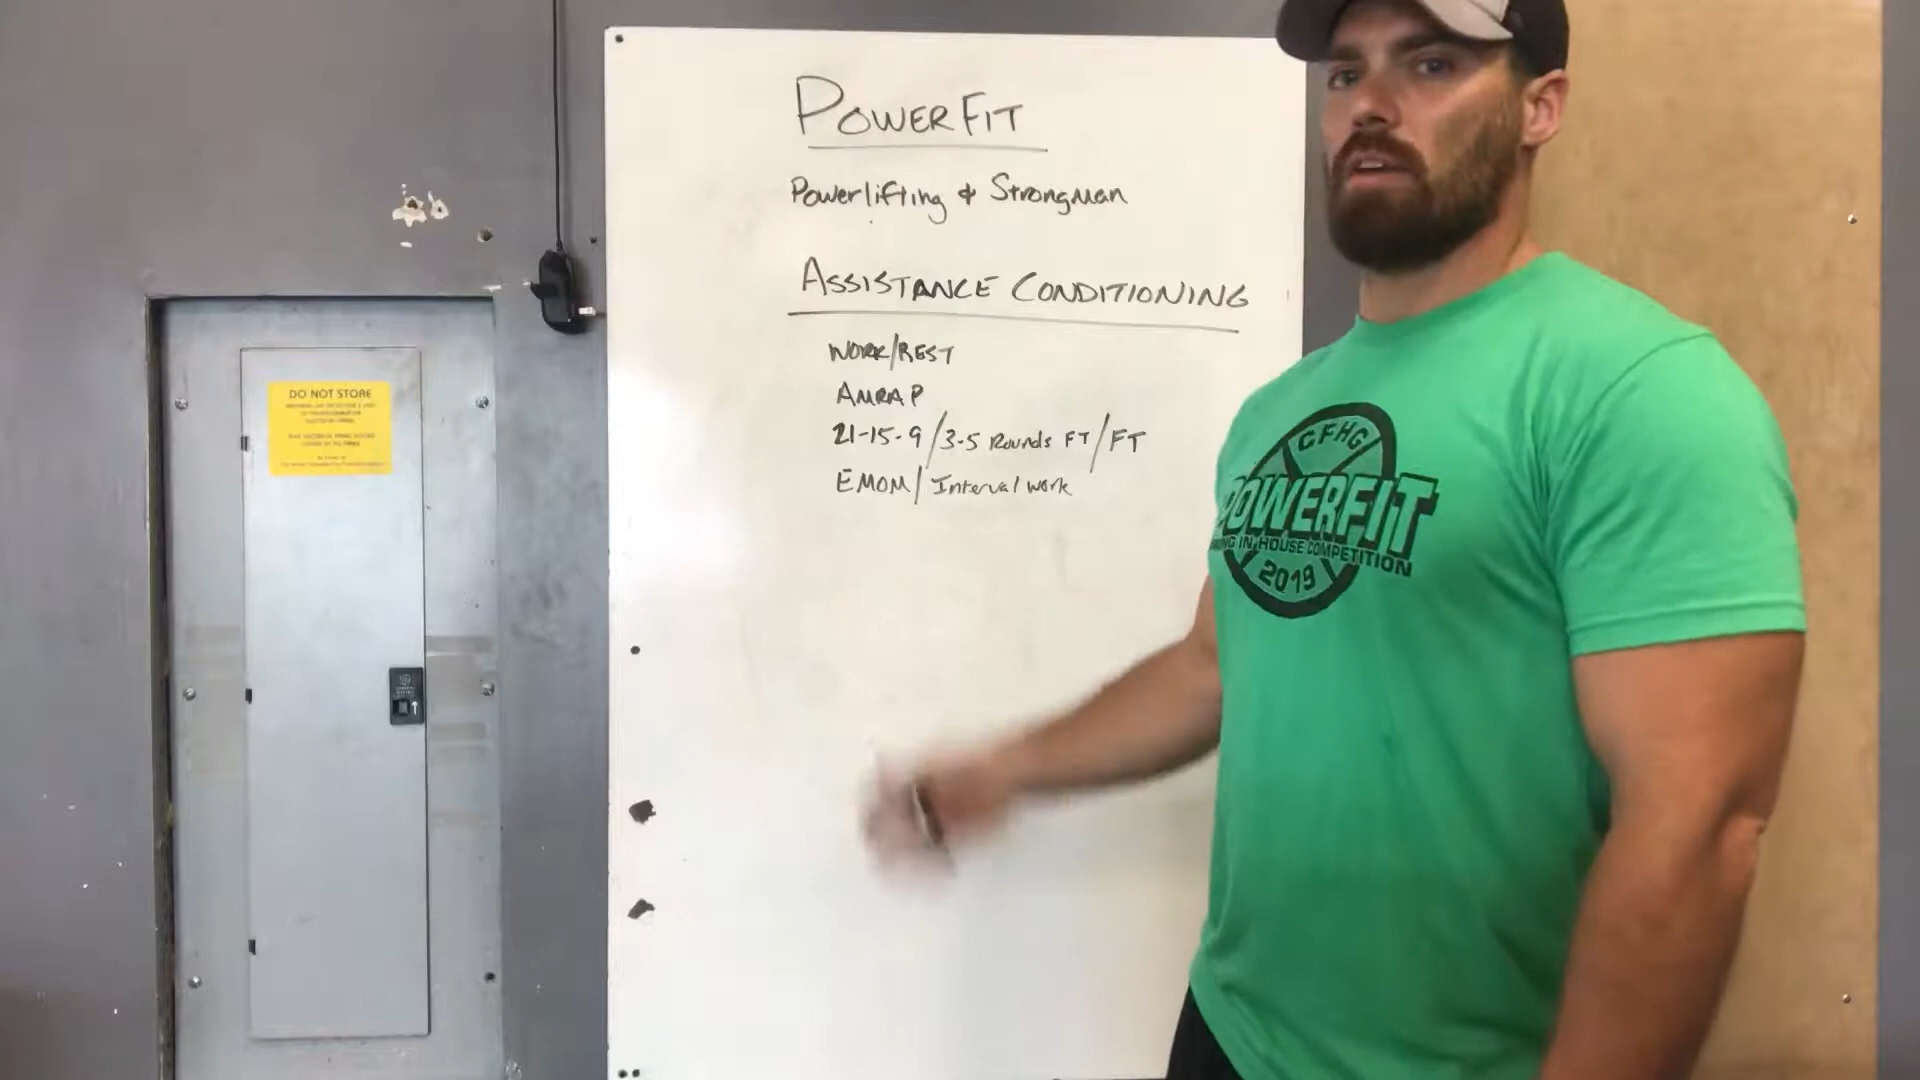 POWERFIT
Powerlifting & Strongman
ASSISTANCE CONDITIONING
WORK/REST
AMRAP
21-15-9/3-5 Rounds FT/FT
EMOM/Interval work
DO NOT STORE
CFHG
POWERFIT
IN HOUSE COMPETITION
2019